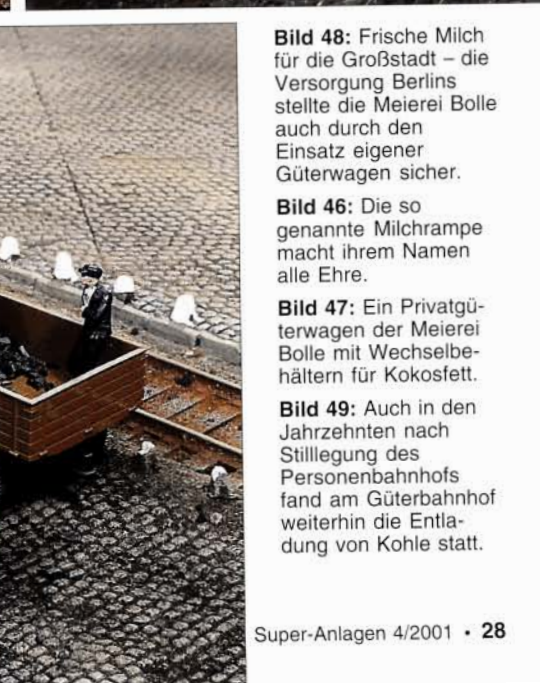 Bild 48: Frische Milch
für die Großstadt – die
Versorgung Berlins
stellte die Meierei Bolle
auch durch den
Einsatz eigener
Güterwagen sicher.
Bild 46: Die so
genannte Milchrampe
macht ihrem Namen
alle Ehre.
Bild 47: Ein Privatgü-
terwagen der Meierei
Bolle mit Wechselbe-
hältern für Kokosfett.
Bild 49: Auch in den
Jahrzehnten nach
Stilllegung des
Personenbahnhofs
fand am Güterbahnhof
weiterhin die Entla-
dung von Kohle statt.
Super-Anlagen 4/2001 • 28